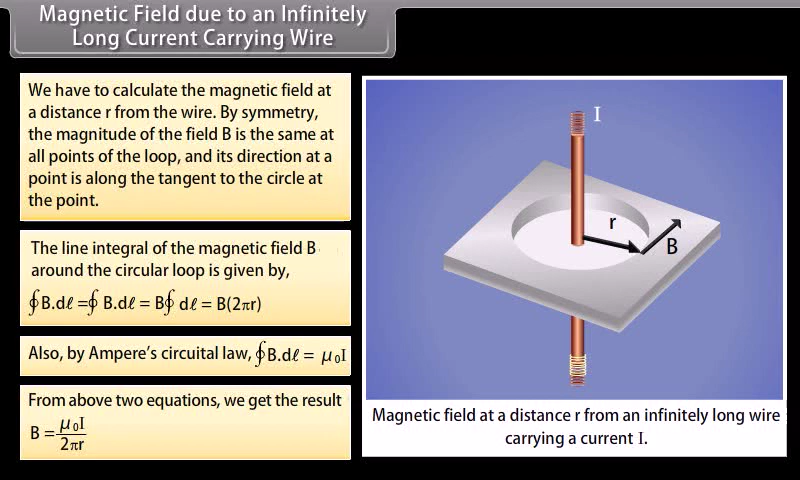 Magnetic Field due to an Infinitely
Long Current Carrying Wire
We have to calculate the magnetic field at
a distance r from the wire. By symmetry,
the magnitude of the field B is the same at
all points of the loop, and its direction at a
point is along the tangent to the circle at
the point.
The line integral of the magnetic field B
around the circular loop is given by,
∮B.dℓ =∮ B.dℓ = B∮ dℓ = B(2πr)
Also, by Ampere's circuital law, ∮B.dℓ = μ₀I
From above two equations, we get the result
B = μ₀I
2πr
I
r
B
Magnetic field at a distance r from an infinitely long wire
carrying a current I.